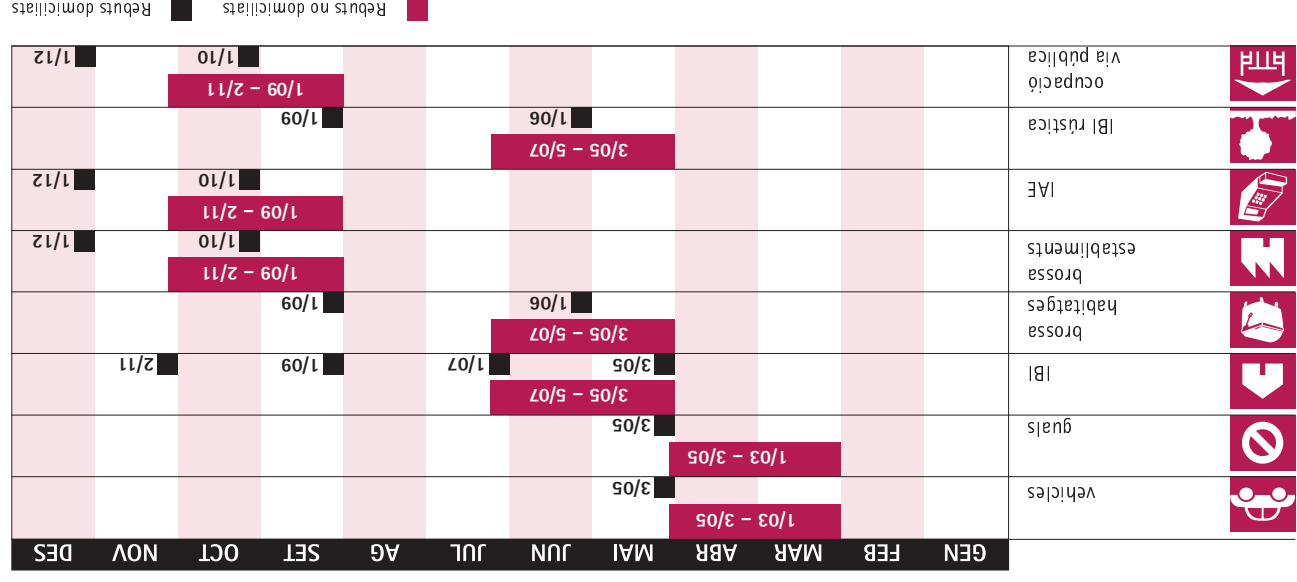 GEN FEB MAR ABR MAI JUN JUL AG SET OCT NOV DES
vehicles
1/03 – 3/05
3/05
guals
1/03 – 3/05
3/05
IBI
3/05 – 5/07
3/05 1/07 1/09 2/11
brossa
habitatges
3/05 – 5/07
1/06 1/09
brossa
establiments
1/09 – 2/11
1/10 1/12
IAE
1/09 – 2/11
1/10 1/12
IBI rústica
3/05 – 5/07
1/06 1/09
ocupació
via pública
1/09 – 2/11
1/10 1/12
Rebuts no domiciliats Rebuts domiciliats